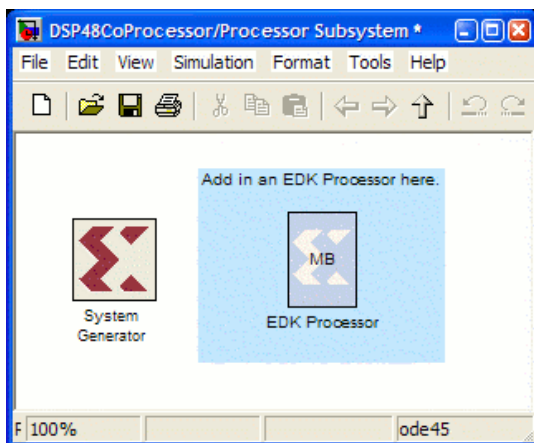 DSP48CoProcessor/Processor Subsystem *
File Edit View Simulation Format Tools Help
Add in an EDK Processor here.
MB
System
Generator
EDK Processor
F 100% ode45